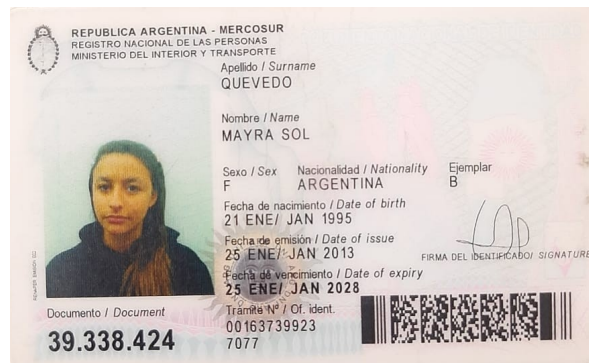 REPUBLICA ARGENTINA - MERCOSUR
REGISTRO NACIONAL DE LAS PERSONAS
MINISTERIO DEL INTERIOR Y TRANSPORTE
Apellido / Surname
QUEVEDO
Nombre / Name
MAYRA SOL
Sexo / Sex Nacionalidad / Nationality Ejemplar
F ARGENTINA B
Fecha de nacimiento / Date of birth
21 ENE/ JAN 1995
Fecha de emisión / Date of issue
25 ENE/ JAN 2013
FIRMA DEL IDENTIFICADO/ SIGNATURE
Fecha de vencimiento / Date of expiry
25 ENE/ JAN 2028
Documento / Document
39.338.424
Trámite Nº / Of. ident.
00163739923
7077